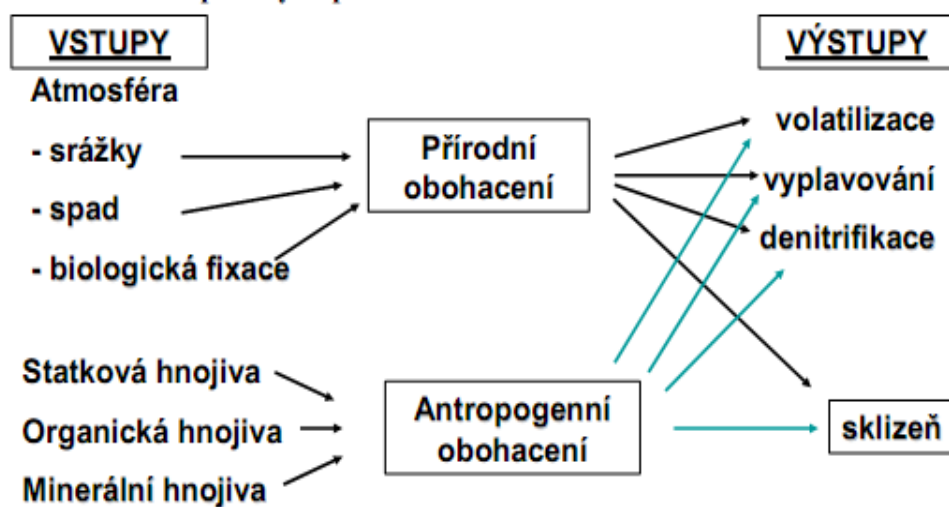 VSTUPY
VÝSTUPY
Atmosféra
- srážky
- spad
- biologická fixace
Přírodní
obohacení
volatilizace
vyplavování
denitrifikace
Statková hnojiva
Organická hnojiva
Minerální hnojiva
Antropogenní
obohacení
sklizeň